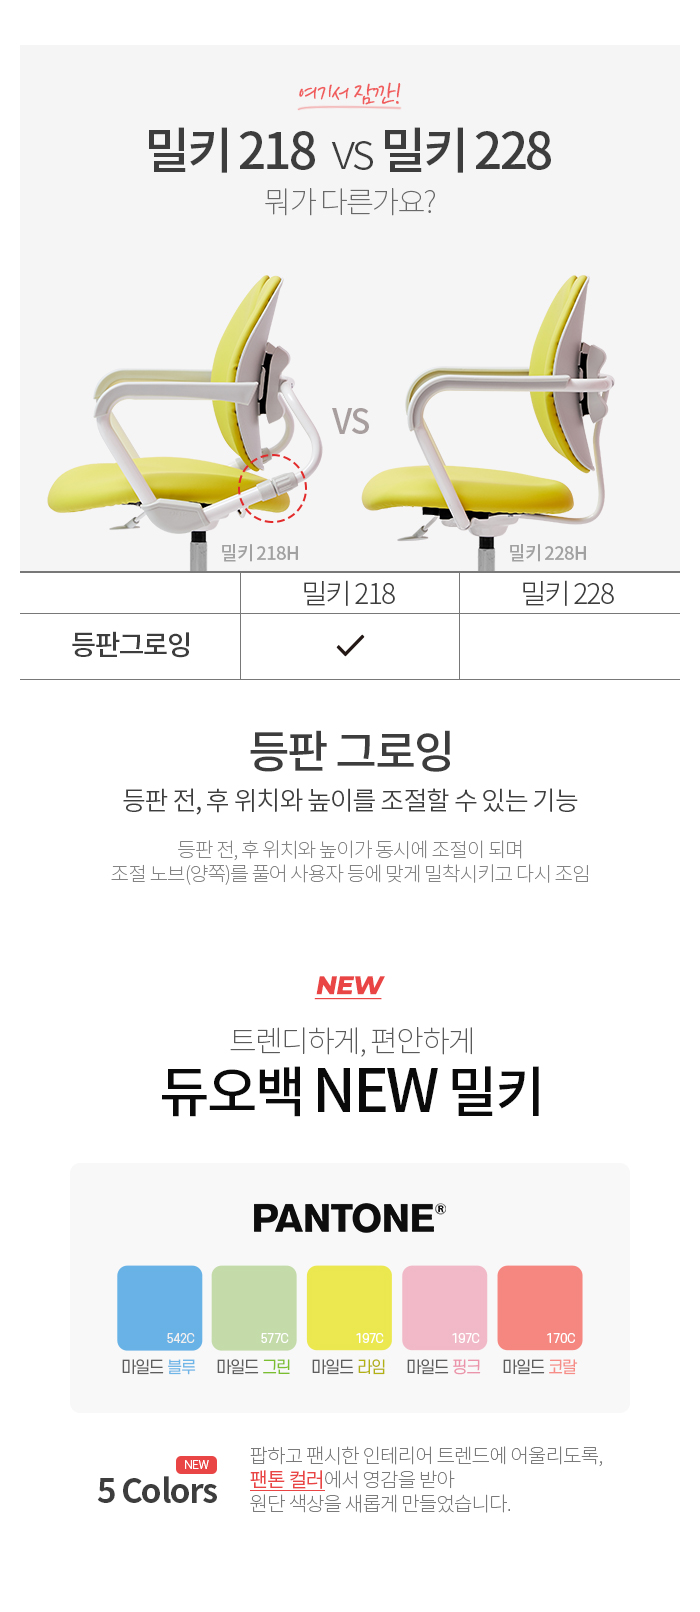 여기서 잠깐!
밀키 218 VS 밀키 228
뭐가 다른가요?
VS
밀키 218H
밀키 228H
밀키 218
밀키 228
등판그로잉
등판 그로잉
등판 전, 후 위치와 높이를 조절할 수 있는 기능
등판 전, 후 위치와 높이가 동시에 조절이 되며
조절 노브(양쪽)를 풀어 사용자 등에 맞게 밀착시키고 다시 조임
NEW
트렌디하게, 편안하게
듀오백 NEW 밀키
PANTONE®
542C
577C
197C
197C
170C
마일드 블루
마일드 그린
마일드 라임
마일드 핑크
마일드 코랄
NEW
5 Colors
팝하고 팬시한 인테리어 트렌드에 어울리도록,
팬톤 컬러에서 영감을 받아
원단 색상을 새롭게 만들었습니다.